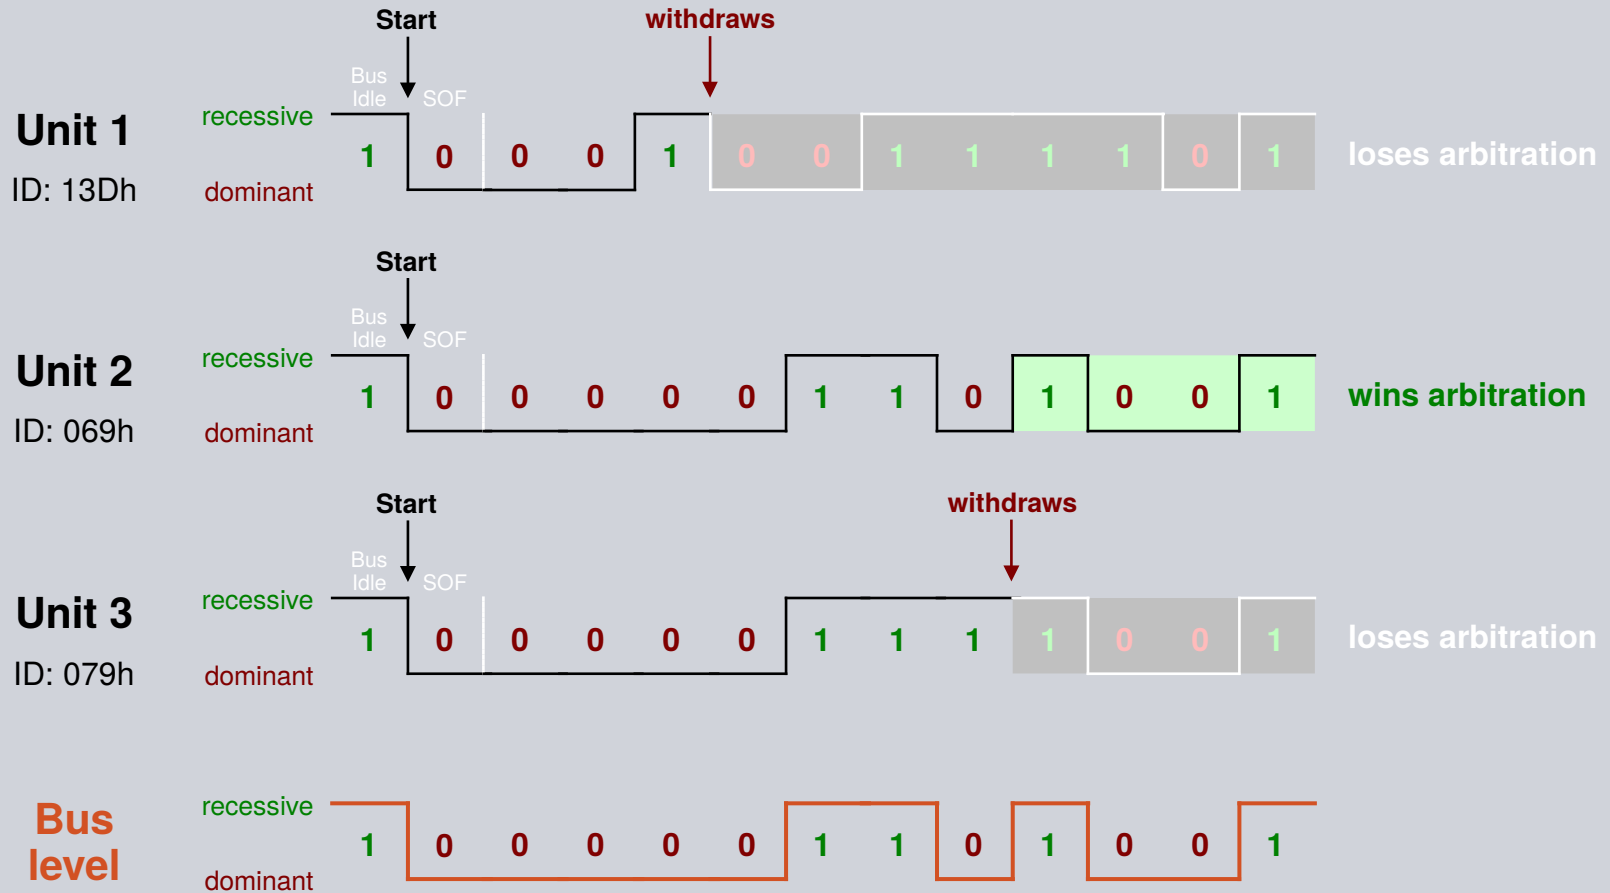 Start withdraws
Bus
Idle SOF
Unit 1 recessive
1 0 0 0 1 0 0 1 1 1 1 0 1 loses arbitration
ID: 13Dh dominant
Start
Bus
Idle SOF
Unit 2 recessive
1 0 0 0 0 0 1 1 0 1 0 0 1 wins arbitration
ID: 069h dominant
Start withdraws
Bus
Idle SOF
Unit 3 recessive
1 0 0 0 0 0 1 1 1 1 0 0 1 loses arbitration
ID: 079h dominant
Bus recessive
1 0 0 0 0 0 1 1 0 1 0 0 1
level dominant